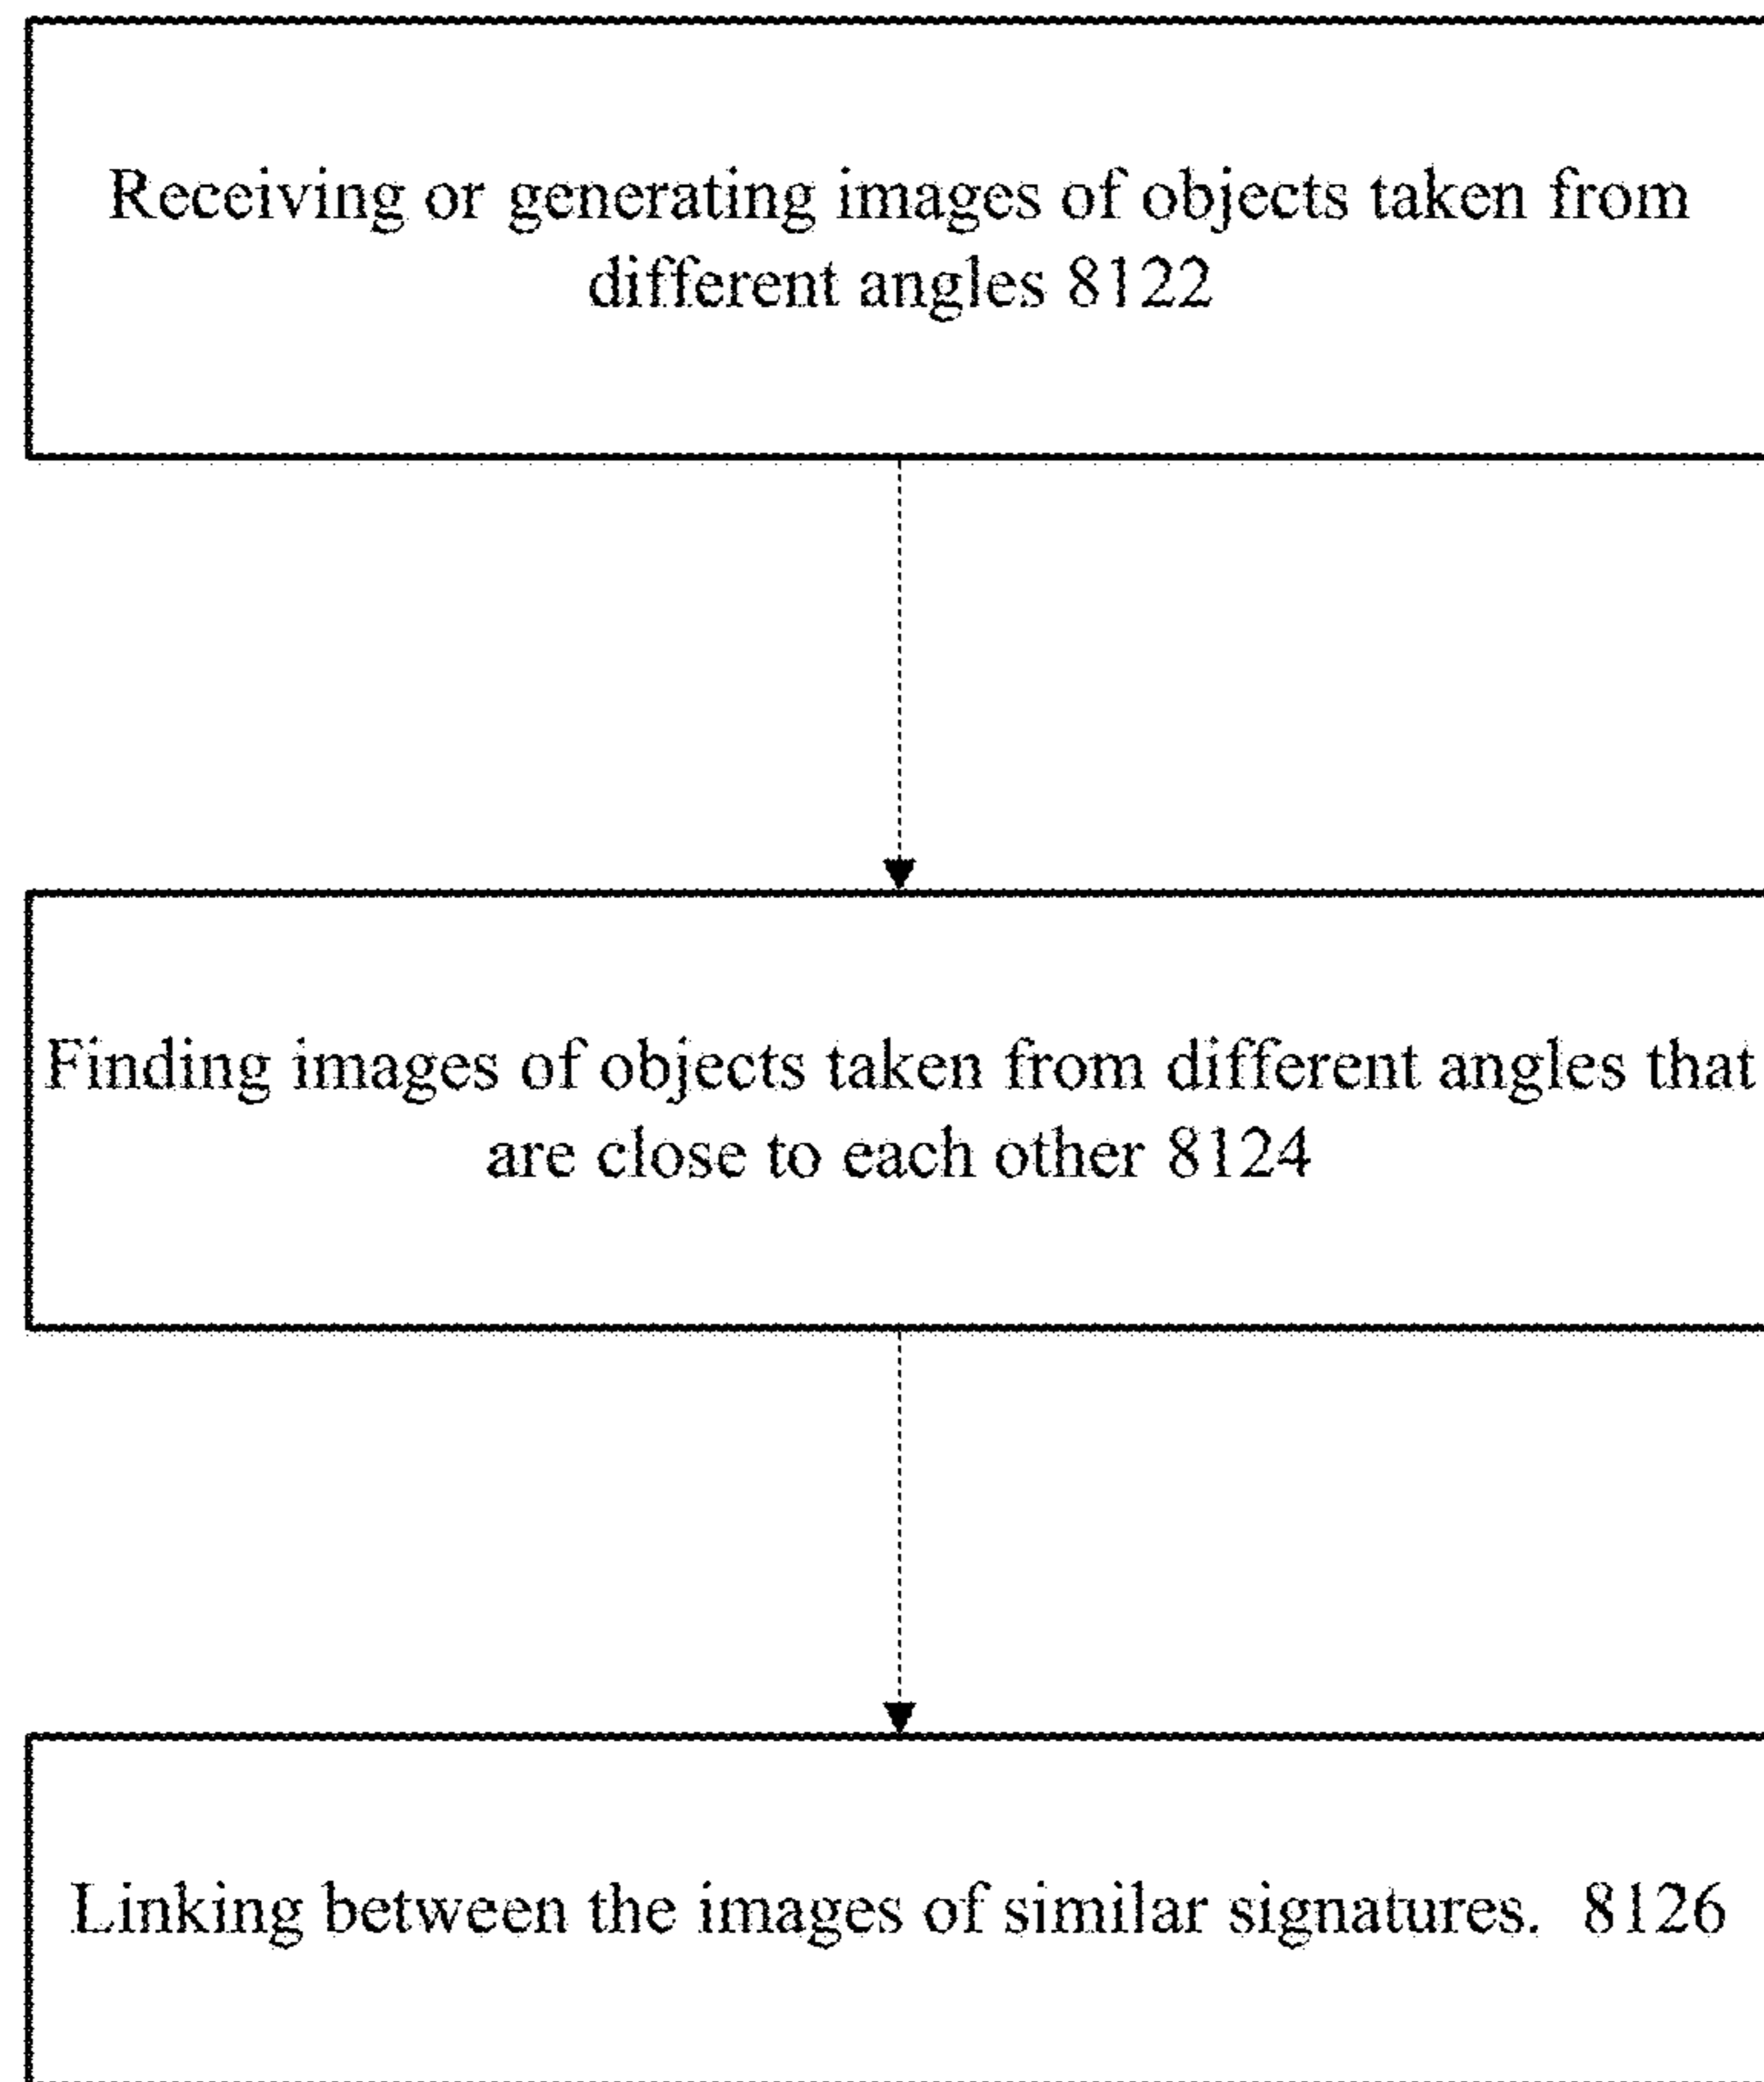 Receiving or generating images of objects taken from
different angles 8122
Finding images of objects taken from different angles that
are close to each other 8124
Linking between the images of similar signatures.  8126